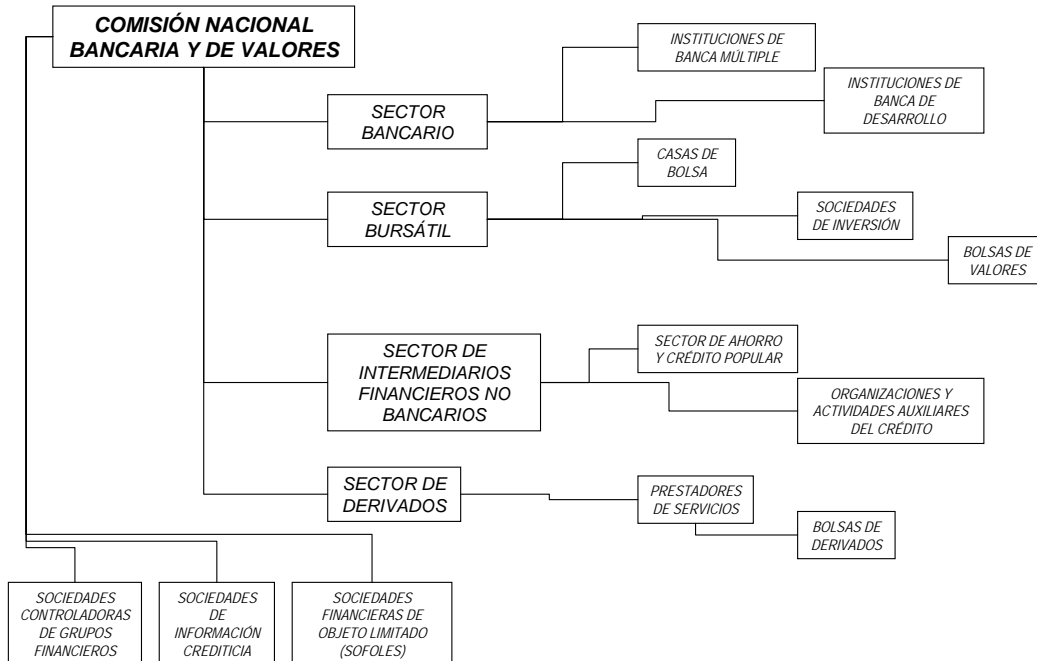 COMISIÓN NACIONAL
BANCARIA Y DE VALORES
INSTITUCIONES DE
BANCA MÚLTIPLE
INSTITUCIONES DE
BANCA DE
DESARROLLO
SECTOR
BANCARIO
CASAS DE
BOLSA
SECTOR
BURSÁTIL
SOCIEDADES
DE INVERSIÓN
BOLSAS DE
VALORES
SECTOR DE
INTERMEDIARIOS
FINANCIEROS NO
BANCARIOS
SECTOR DE AHORRO
Y CRÉDITO POPULAR
ORGANIZACIONES Y
ACTIVIDADES AUXILIARES
DEL CRÉDITO
SECTOR DE
DERIVADOS
PRESTADORES
DE SERVICIOS
BOLSAS DE
DERIVADOS
SOCIEDADES
CONTROLADORAS
DE GRUPOS
FINANCIEROS
SOCIEDADES
DE
INFORMACIÓN
CREDITICIA
SOCIEDADES
FINANCIERAS DE
OBJETO LIMITADO
(SOFOLES)